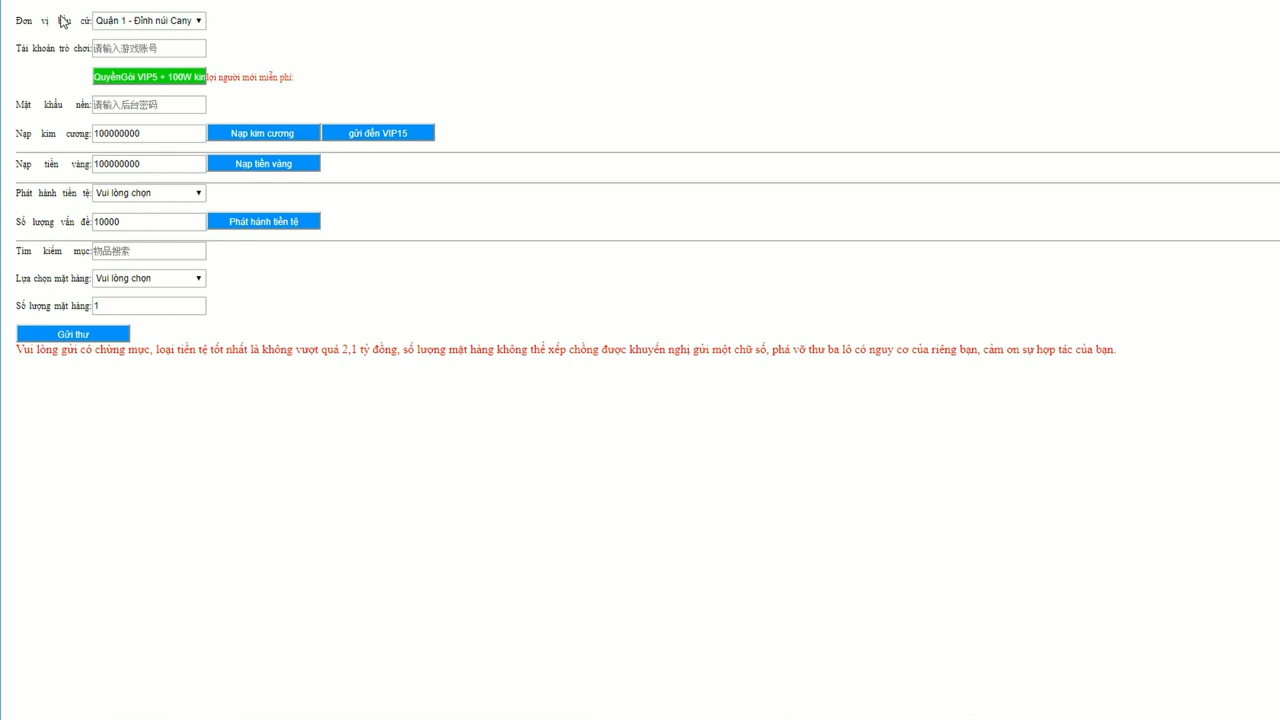 Đơn vị cứ: Quận 1 - Đỉnh núi Cany
Tài khoản trò chơi: 请输入游戏账号
QuyềnGói VIP5 + 100W kim lợi người mới miễn phí:
Mật khẩu nền: 请输入后台密码
Nạp kim cương: 100000000 Nạp kim cương gửi đến VIP15
Nạp tiền vàng: 100000000 Nạp tiền vàng
Phát hành tiền tệ: Vui lòng chọn
Số lượng vấn đề: 10000 Phát hành tiền tệ
Tìm kiếm mục: 物品搜索
Lựa chọn mặt hàng: Vui lòng chọn
Số lượng mặt hàng: 1
Gửi thư
Vui lòng gửi có chừng mực, loại tiền tệ tốt nhất là không vượt quá 2,1 tỷ đồng, số lượng mặt hàng không thể xếp chồng được khuyến nghị gửi một chữ số, phá vỡ thư ba lô có nguy cơ của riêng bạn, cảm ơn sự hợp tác của bạn.